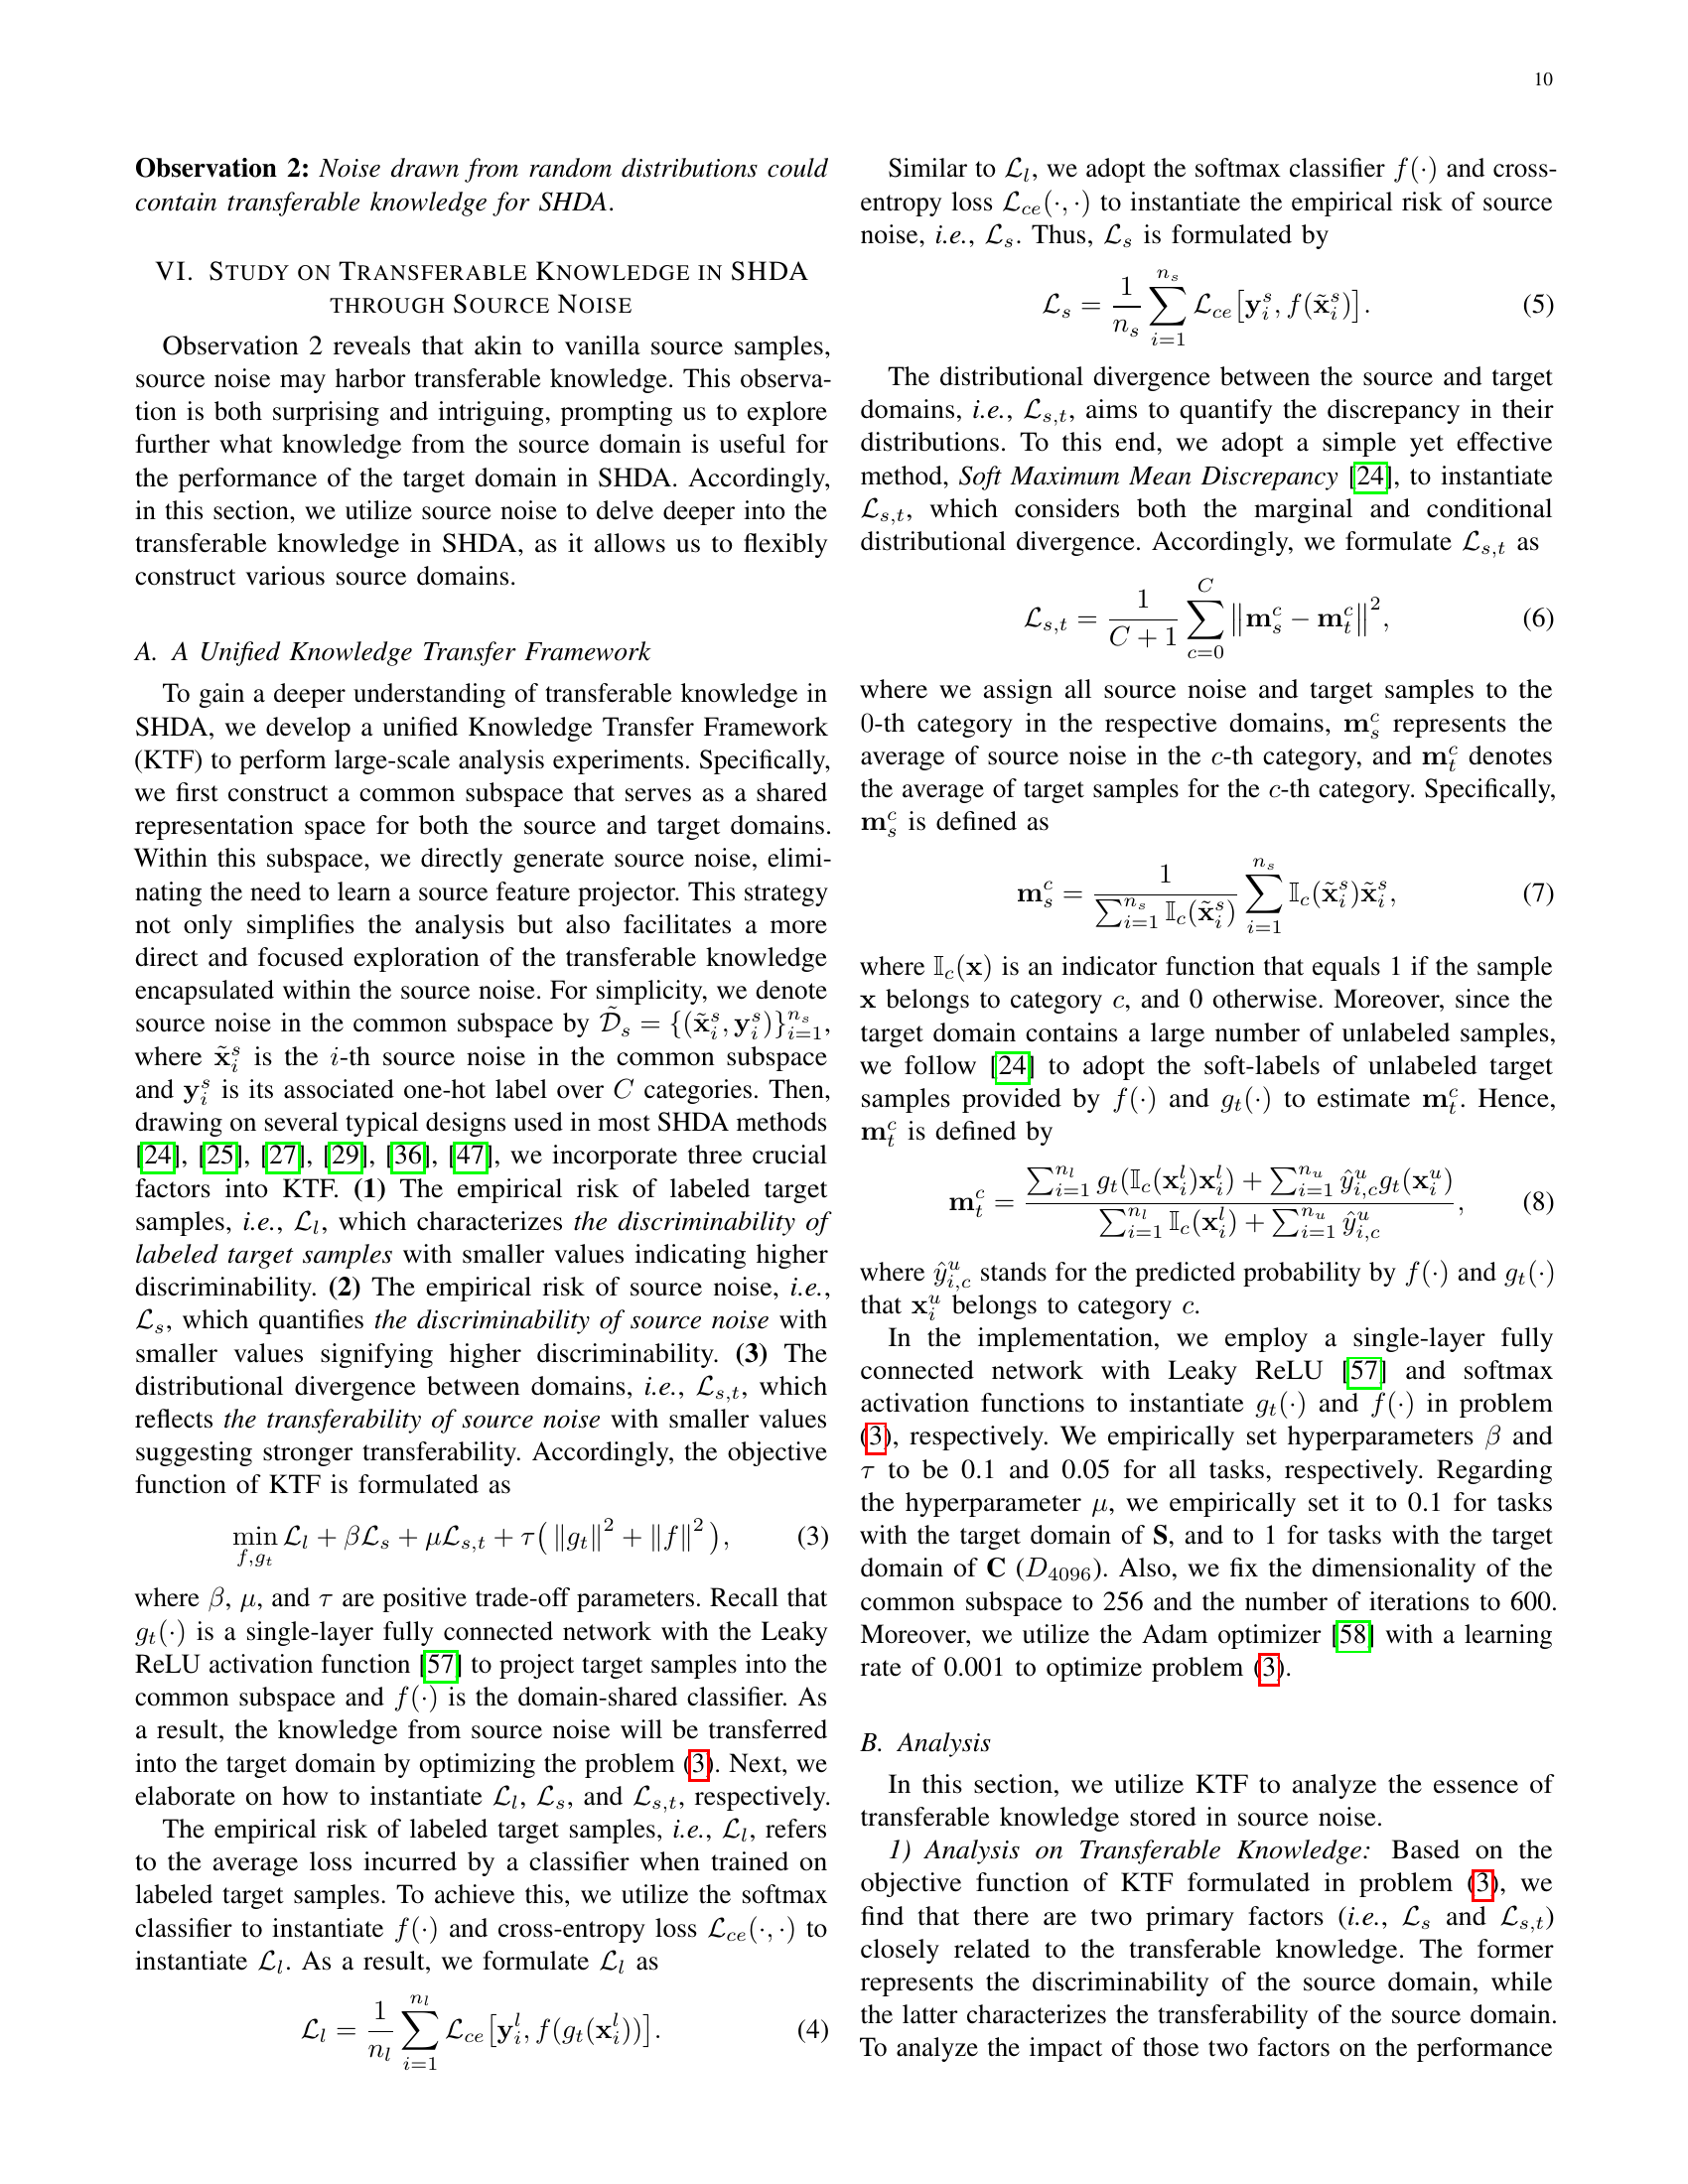 10
Observation 2: Noise drawn from random distributions could
contain transferable knowledge for SHDA.
VI. STUDY ON TRANSFERABLE KNOWLEDGE IN SHDA
THROUGH SOURCE NOISE
Observation 2 reveals that akin to vanilla source samples,
source noise may harbor transferable knowledge. This observa-
tion is both surprising and intriguing, prompting us to explore
further what knowledge from the source domain is useful for
the performance of the target domain in SHDA. Accordingly,
in this section, we utilize source noise to delve deeper into the
transferable knowledge in SHDA, as it allows us to flexibly
construct various source domains.
A. A Unified Knowledge Transfer Framework
To gain a deeper understanding of transferable knowledge in
SHDA, we develop a unified Knowledge Transfer Framework
(KTF) to perform large-scale analysis experiments. Specifically,
we first construct a common subspace that serves as a shared
representation space for both the source and target domains.
Within this subspace, we directly generate source noise, elimi-
nating the need to learn a source feature projector. This strategy
not only simplifies the analysis but also facilitates a more
direct and focused exploration of the transferable knowledge
encapsulated within the source noise. For simplicity, we denote
source noise in the common subspace by $\tilde{\mathcal{D}}_s = \{(\tilde{\mathbf{x}}_i^s, \mathbf{y}_i^s)\}_{i=1}^{n_s}$,
where $\tilde{\mathbf{x}}_i^s$ is the $i$-th source noise in the common subspace
and $\mathbf{y}_i^s$ is its associated one-hot label over $C$ categories. Then,
drawing on several typical designs used in most SHDA methods
[24], [25], [27], [29], [36], [47], we incorporate three crucial
factors into KTF. (1) The empirical risk of labeled target
samples, i.e., $\mathcal{L}_l$, which characterizes the discriminability of
labeled target samples with smaller values indicating higher
discriminability. (2) The empirical risk of source noise, i.e.,
$\mathcal{L}_s$, which quantifies the discriminability of source noise with
smaller values signifying higher discriminability. (3) The
distributional divergence between domains, i.e., $\mathcal{L}_{s,t}$, which
reflects the transferability of source noise with smaller values
suggesting stronger transferability. Accordingly, the objective
function of KTF is formulated as
$\min_{f,g_t} \mathcal{L}_l + \beta\mathcal{L}_s + \mu\mathcal{L}_{s,t} + \tau\big(\|g_t\|^2 + \|f\|^2\big),$ (3)
where $\beta$, $\mu$, and $\tau$ are positive trade-off parameters. Recall that
$g_t(\cdot)$ is a single-layer fully connected network with the Leaky
ReLU activation function [57] to project target samples into the
common subspace and $f(\cdot)$ is the domain-shared classifier. As
a result, the knowledge from source noise will be transferred
into the target domain by optimizing the problem (3). Next, we
elaborate on how to instantiate $\mathcal{L}_l$, $\mathcal{L}_s$, and $\mathcal{L}_{s,t}$, respectively.
The empirical risk of labeled target samples, i.e., $\mathcal{L}_l$, refers
to the average loss incurred by a classifier when trained on
labeled target samples. To achieve this, we utilize the softmax
classifier to instantiate $f(\cdot)$ and cross-entropy loss $\mathcal{L}_{ce}(\cdot, \cdot)$ to
instantiate $\mathcal{L}_l$. As a result, we formulate $\mathcal{L}_l$ as
$\mathcal{L}_l = \frac{1}{n_l} \sum_{i=1}^{n_l} \mathcal{L}_{ce}\big[\mathbf{y}_i^l, f(g_t(\mathbf{x}_i^l))\big].$ (4)
Similar to $\mathcal{L}_l$, we adopt the softmax classifier $f(\cdot)$ and cross-
entropy loss $\mathcal{L}_{ce}(\cdot, \cdot)$ to instantiate the empirical risk of source
noise, i.e., $\mathcal{L}_s$. Thus, $\mathcal{L}_s$ is formulated by
$\mathcal{L}_s = \frac{1}{n_s} \sum_{i=1}^{n_s} \mathcal{L}_{ce}\big[\mathbf{y}_i^s, f(\tilde{\mathbf{x}}_i^s)\big].$ (5)
The distributional divergence between the source and target
domains, i.e., $\mathcal{L}_{s,t}$, aims to quantify the discrepancy in their
distributions. To this end, we adopt a simple yet effective
method, Soft Maximum Mean Discrepancy [24], to instantiate
$\mathcal{L}_{s,t}$, which considers both the marginal and conditional
distributional divergence. Accordingly, we formulate $\mathcal{L}_{s,t}$ as
$\mathcal{L}_{s,t} = \frac{1}{C+1} \sum_{c=0}^{C} \big\|\mathbf{m}_s^c - \mathbf{m}_t^c\big\|^2,$ (6)
where we assign all source noise and target samples to the
0-th category in the respective domains, $\mathbf{m}_s^c$ represents the
average of source noise in the $c$-th category, and $\mathbf{m}_t^c$ denotes
the average of target samples for the $c$-th category. Specifically,
$\mathbf{m}_s^c$ is defined as
$\mathbf{m}_s^c = \frac{1}{\sum_{i=1}^{n_s} \mathbb{I}_c(\tilde{\mathbf{x}}_i^s)} \sum_{i=1}^{n_s} \mathbb{I}_c(\tilde{\mathbf{x}}_i^s)\tilde{\mathbf{x}}_i^s,$ (7)
where $\mathbb{I}_c(\mathbf{x})$ is an indicator function that equals 1 if the sample
$\mathbf{x}$ belongs to category $c$, and 0 otherwise. Moreover, since the
target domain contains a large number of unlabeled samples,
we follow [24] to adopt the soft-labels of unlabeled target
samples provided by $f(\cdot)$ and $g_t(\cdot)$ to estimate $\mathbf{m}_t^c$. Hence,
$\mathbf{m}_t^c$ is defined by
$\mathbf{m}_t^c = \frac{\sum_{i=1}^{n_l} g_t(\mathbb{I}_c(\mathbf{x}_i^l)\mathbf{x}_i^l) + \sum_{i=1}^{n_u} \hat{y}_{i,c}^u g_t(\mathbf{x}_i^u)}{\sum_{i=1}^{n_l} \mathbb{I}_c(\mathbf{x}_i^l) + \sum_{i=1}^{n_u} \hat{y}_{i,c}^u},$ (8)
where $\hat{y}_{i,c}^u$ stands for the predicted probability by $f(\cdot)$ and $g_t(\cdot)$
that $\mathbf{x}_i^u$ belongs to category $c$.
In the implementation, we employ a single-layer fully
connected network with Leaky ReLU [57] and softmax
activation functions to instantiate $g_t(\cdot)$ and $f(\cdot)$ in problem
(3), respectively. We empirically set hyperparameters $\beta$ and
$\tau$ to be 0.1 and 0.05 for all tasks, respectively. Regarding
the hyperparameter $\mu$, we empirically set it to 0.1 for tasks
with the target domain of S, and to 1 for tasks with the target
domain of C ($D_{4096}$). Also, we fix the dimensionality of the
common subspace to 256 and the number of iterations to 600.
Moreover, we utilize the Adam optimizer [58] with a learning
rate of 0.001 to optimize problem (3).
B. Analysis
In this section, we utilize KTF to analyze the essence of
transferable knowledge stored in source noise.
1) Analysis on Transferable Knowledge: Based on the
objective function of KTF formulated in problem (3), we
find that there are two primary factors (i.e., $\mathcal{L}_s$ and $\mathcal{L}_{s,t}$)
closely related to the transferable knowledge. The former
represents the discriminability of the source domain, while
the latter characterizes the transferability of the source domain.
To analyze the impact of those two factors on the performance